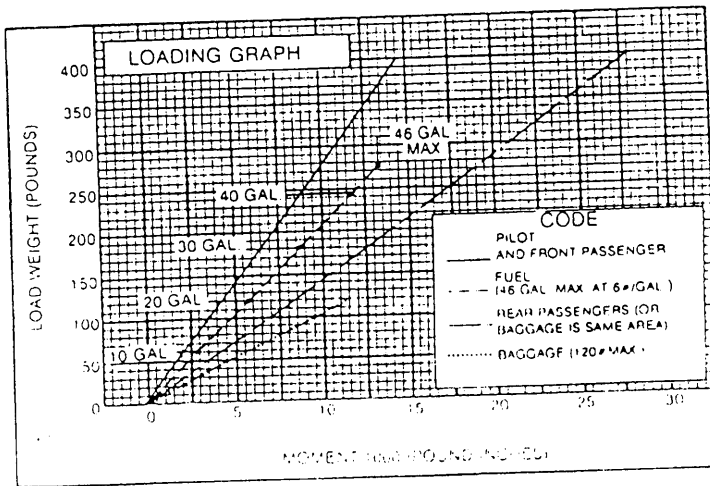 LOADING GRAPH
LOAD WEIGHT (POUNDS)
400
350
300
250
200
150
100
50
0
46 GAL
MAX
40 GAL
30 GAL
20 GAL
10 GAL
CODE
PILOT
AND FRONT PASSENGER
FUEL
(46 GAL MAX AT 6#/GAL)
REAR PASSENGERS (OR
BAGGAGE IS SAME AREA)
BAGGAGE (120# MAX)
0
5
10
15
20
25
30
MOMENT (POUND INCHES)